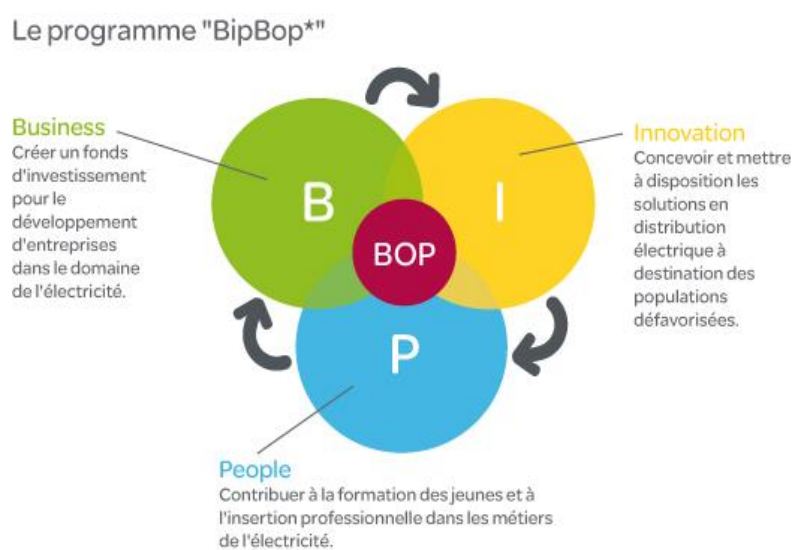 Le programme "BipBop*"
Business
Créer un fonds
d'investissement
pour le
développement
d'entreprises
dans le domaine
de l'électricité.
B
I
BOP
P
Innovation
Concevoir et mettre
à disposition les
solutions en
distribution
électrique à
destination des
populations
défavorisées.
People
Contribuer à la formation des jeunes et à
l'insertion professionnelle dans les métiers
de l'électricité.